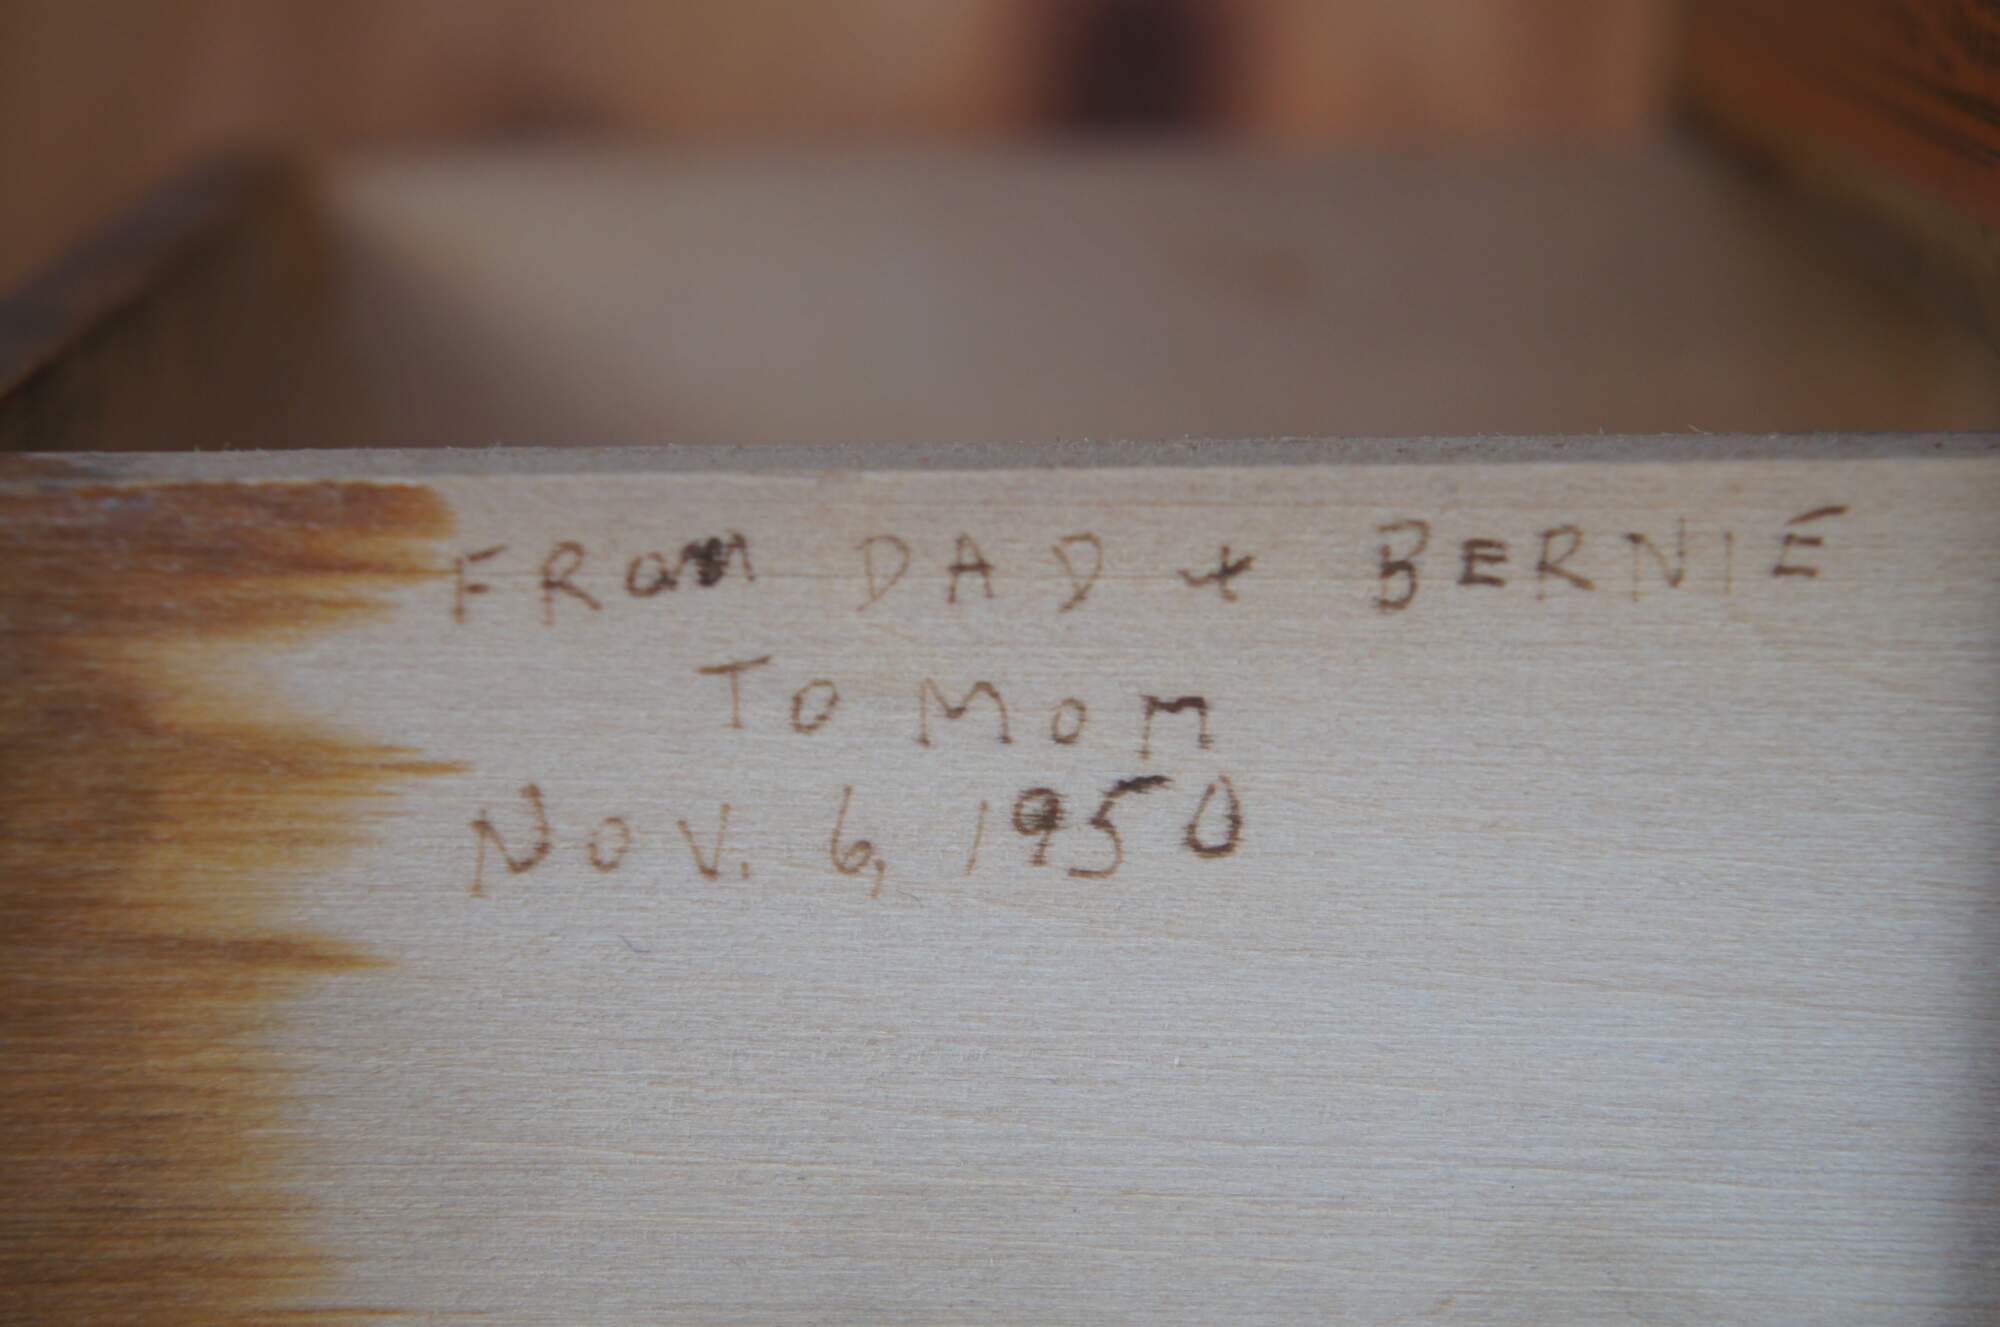 FROM DAD + BERNIE
TO MOM
NOV. 6, 1950